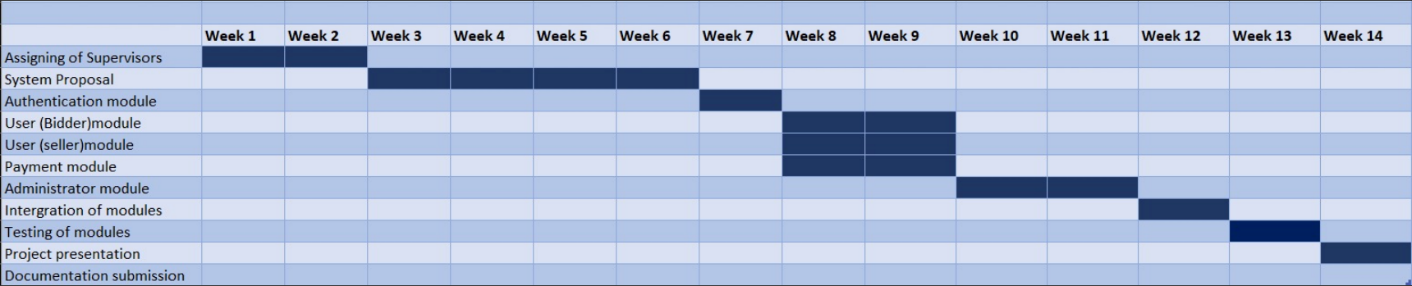 Week 1 Week 2 Week 3 Week 4 Week 5 Week 6 Week 7 Week 8 Week 9 Week 10 Week 11 Week 12 Week 13 Week 14
Assigning of Supervisors
System Proposal
Authentication module
User (Bidder)module
User (seller)module
Payment module
Administrator module
Intergration of modules
Testing of modules
Project presentation
Documentation submission